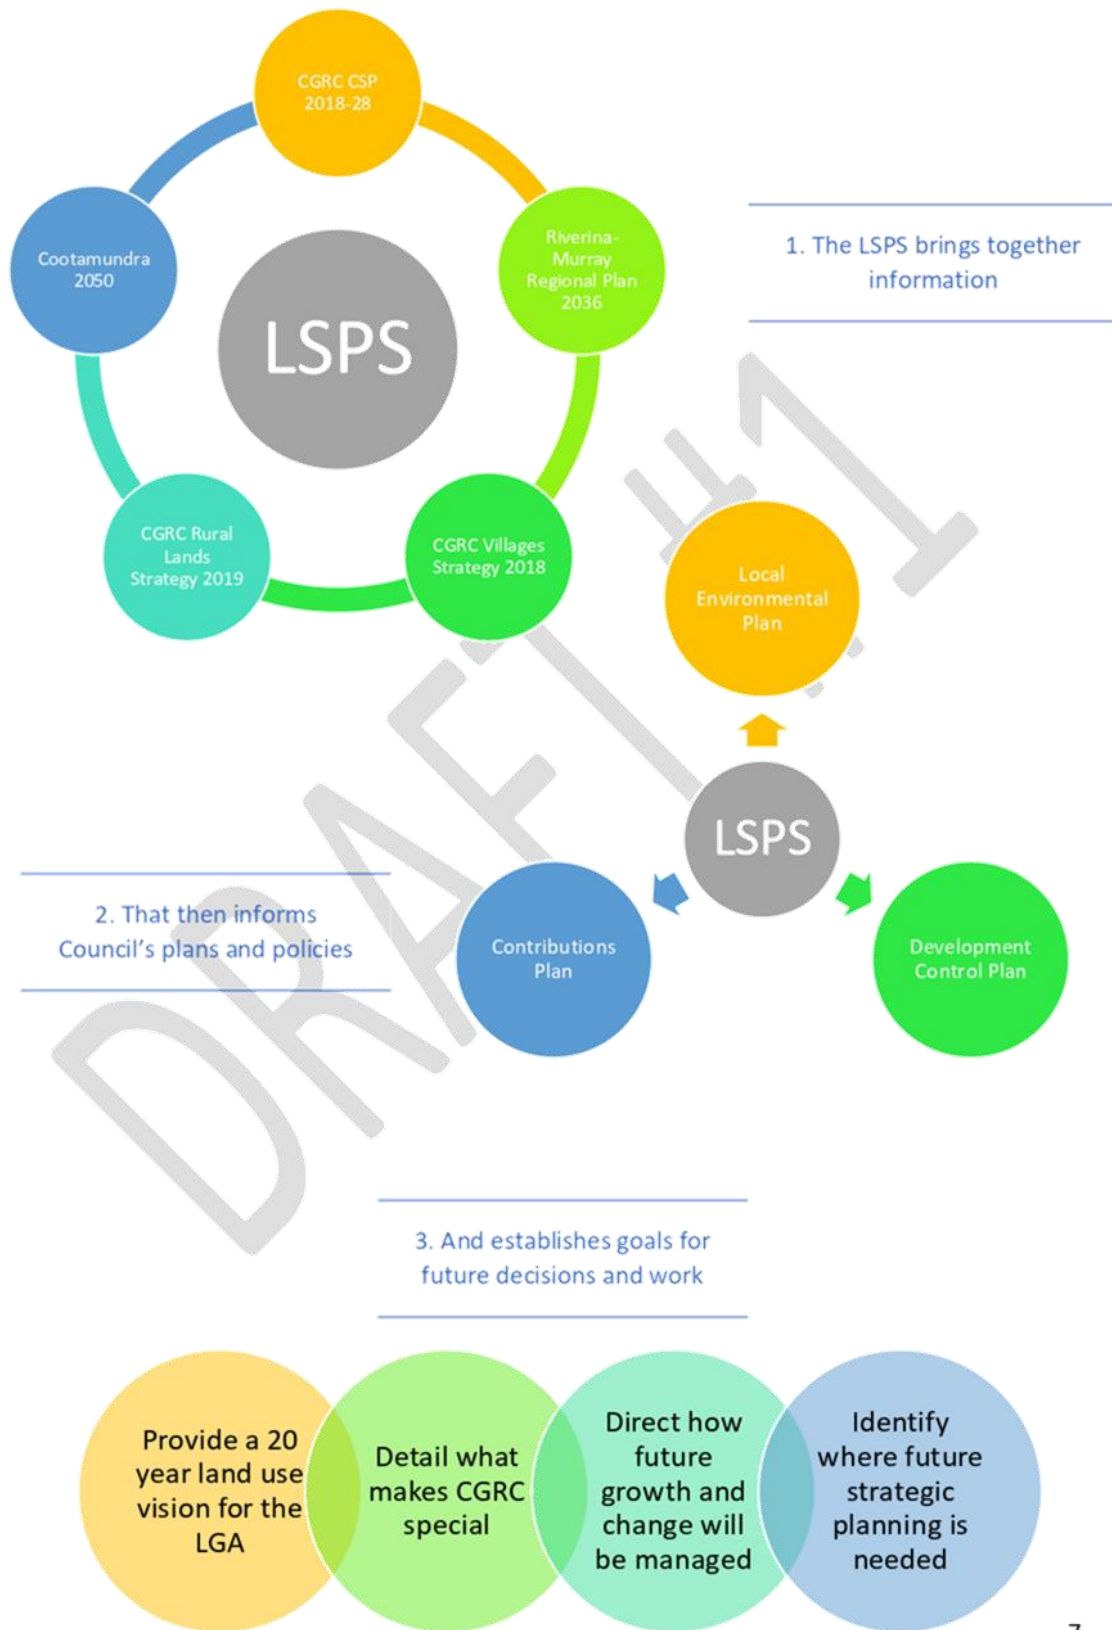 CGRC CSP
2018-28
Cootamundra
2050
Riverina-
Murray
Regional Plan
2036
LSPS
CGRC Rural
Lands
Strategy 2019
CGRC Villages
Strategy 2018
1. The LSPS brings together
information
DRAFT #1
Local
Environmental
Plan
LSPS
Contributions
Plan
Development
Control Plan
2. That then informs
Council’s plans and policies
3. And establishes goals for
future decisions and work
Provide a 20
year land use
vision for the
LGA
Detail what
makes CGRC
special
Direct how
future
growth and
change will
be managed
Identify
where future
strategic
planning is
needed